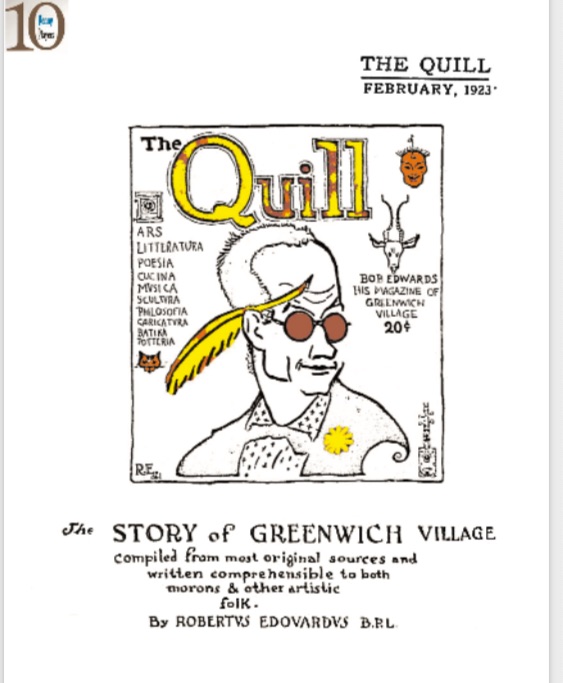 10
THE QUILL
FEBRUARY, 1923
The Quill
ARS
LITTERATURA
POESIA
CUCINA
MVSICA
SCULTVRA
PHILOSOFIA
CARICATVRA
BATIKA
POTTERIA
BOB EDWARDS
HIS MAGAZINE OF
GREENWICH
VILLAGE
20¢
R.E.
The STORY of GREENWICH VILLAGE
Compiled from most original sources and
written comprehensible to both
morons & other artistic
folk.
By ROBERTVS EDOVARDVS B.P.L.